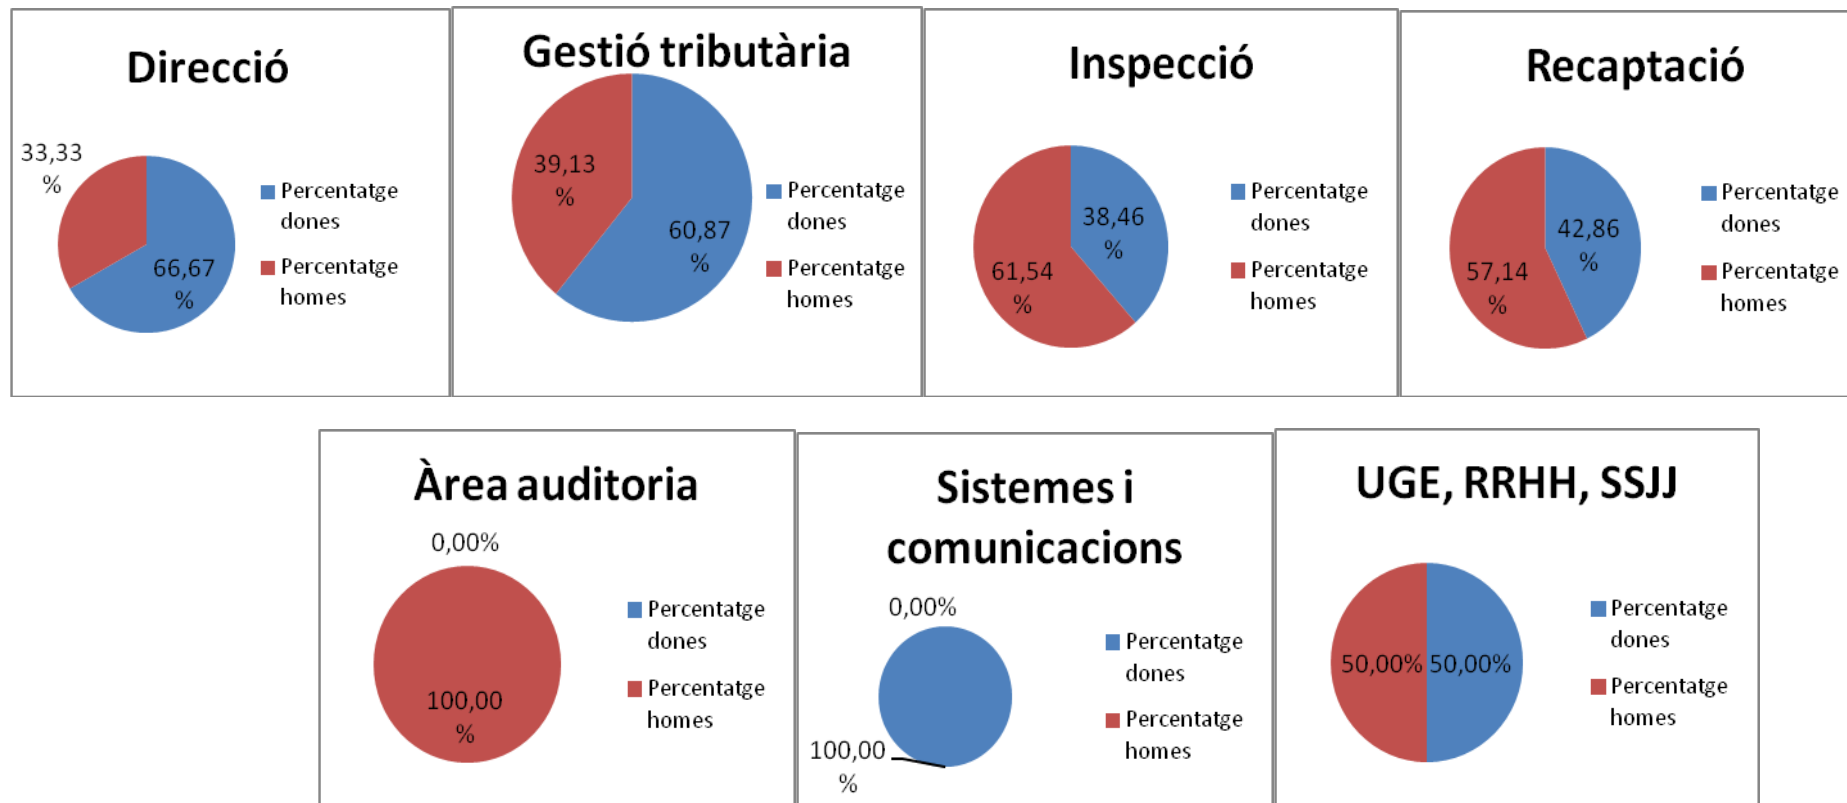 Direcció
33,33
%
66,67
%
Percentatge
dones
Percentatge
homes
Gestió tributària
39,13
%
60,87
%
Percentatge
dones
Percentatge
homes
Inspecció
38,46
%
61,54
%
Percentatge
dones
Percentatge
homes
Recaptació
42,86
%
57,14
%
Percentatge
dones
Percentatge
homes
Àrea auditoria
0,00%
100,00
%
Percentatge
dones
Percentatge
homes
Sistemes i
comunicacions
0,00%
100,00
%
Percentatge
dones
Percentatge
homes
UGE, RRHH, SSJJ
50,00% 50,00%
Percentatge
dones
Percentatge
homes